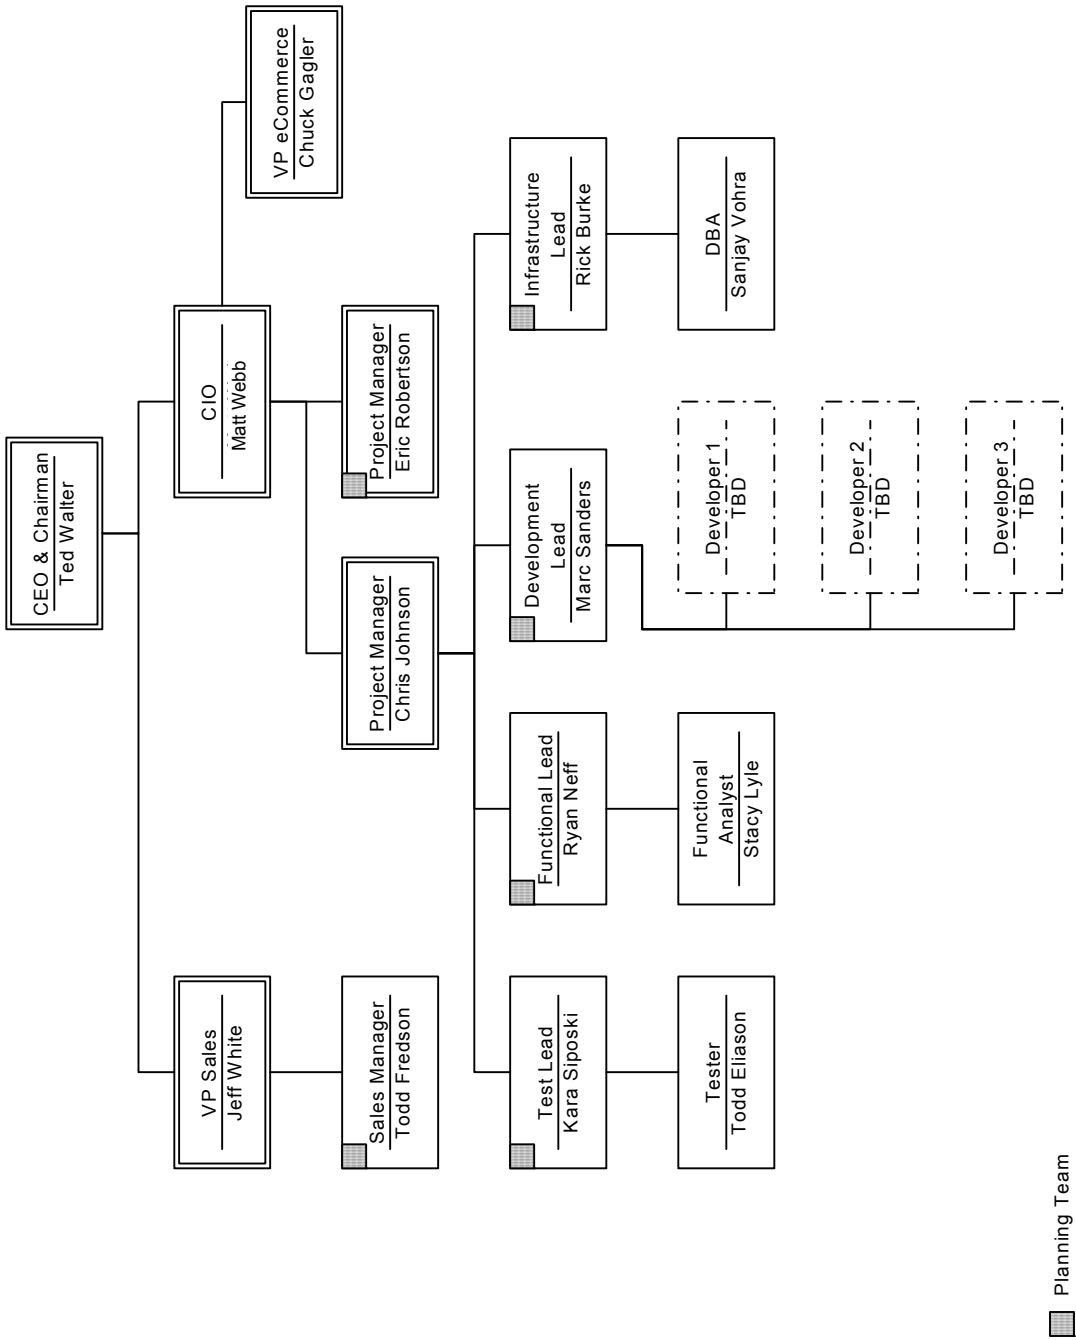 CEO & Chairman
Ted Walter
VP Sales
Jeff White
CIO
Matt Webb
VP eCommerce
Chuck Gagler
Sales Manager
Todd Fredson
Project Manager
Chris Johnson
Project Manager
Eric Robertson
Test Lead
Kara Siposki
Functional Lead
Ryan Neff
Development
Lead
Marc Sanders
Infrastructure
Lead
Rick Burke
Tester
Todd Eliason
Functional
Analyst
Stacy Lyle
Developer 1
TBD
DBA
Sanjay Vohra
Developer 2
TBD
Developer 3
TBD
Planning Team